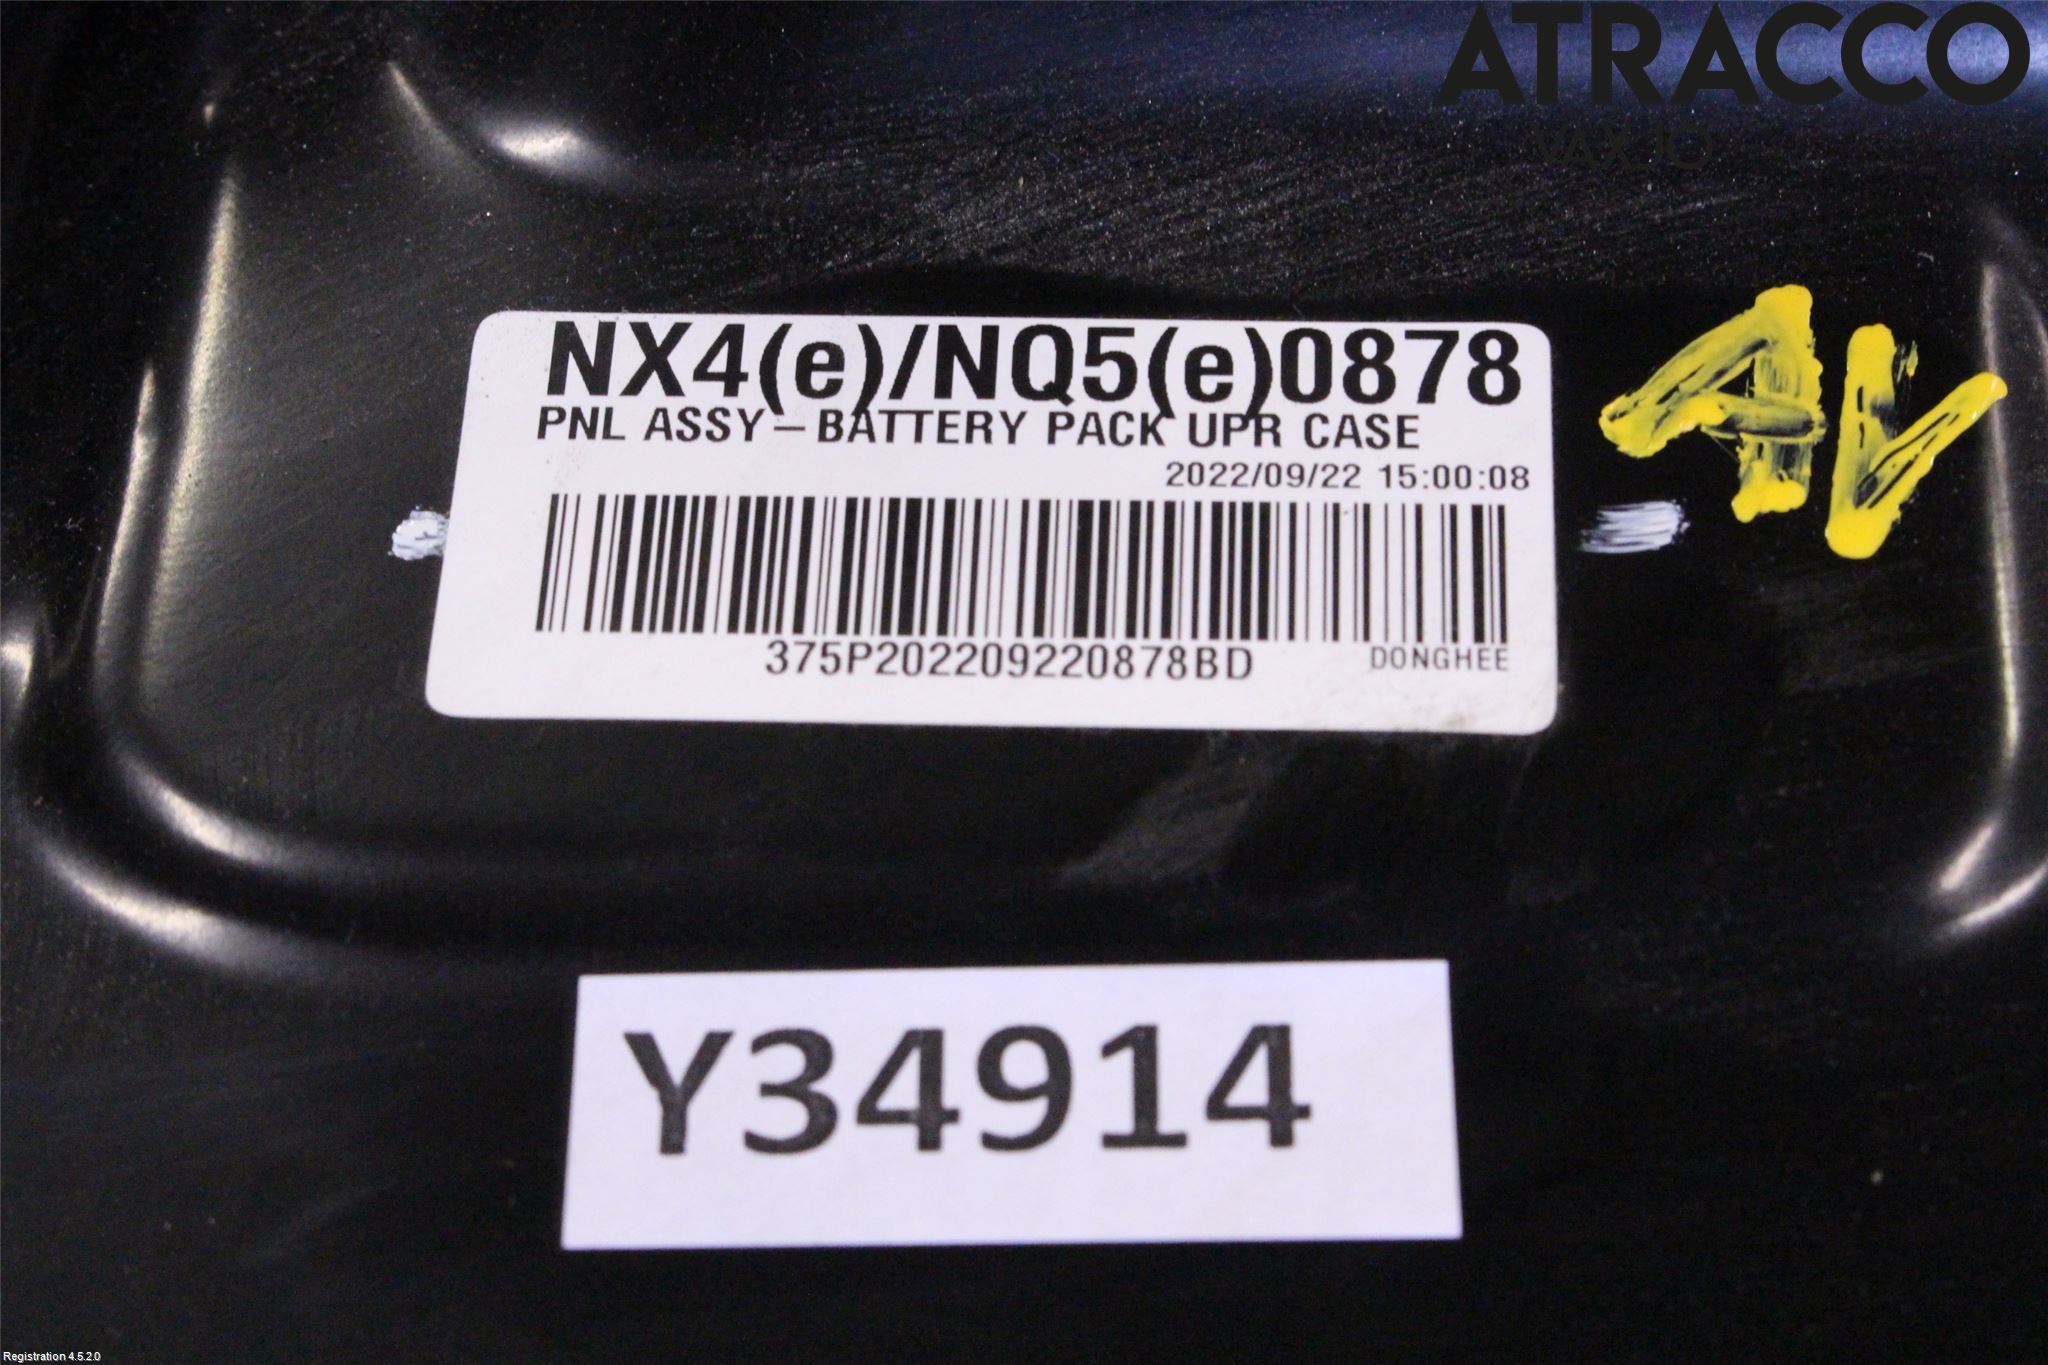 ATRACCO
VÄXJÖ
NX4(e)/NQ5(e)0878
PNL ASSY-BATTERY PACK UPR CASE
2022/09/22 15:00:08
AV
375P202209220878BD
DONGHEE
Y34914
Registration 4.5.2.0